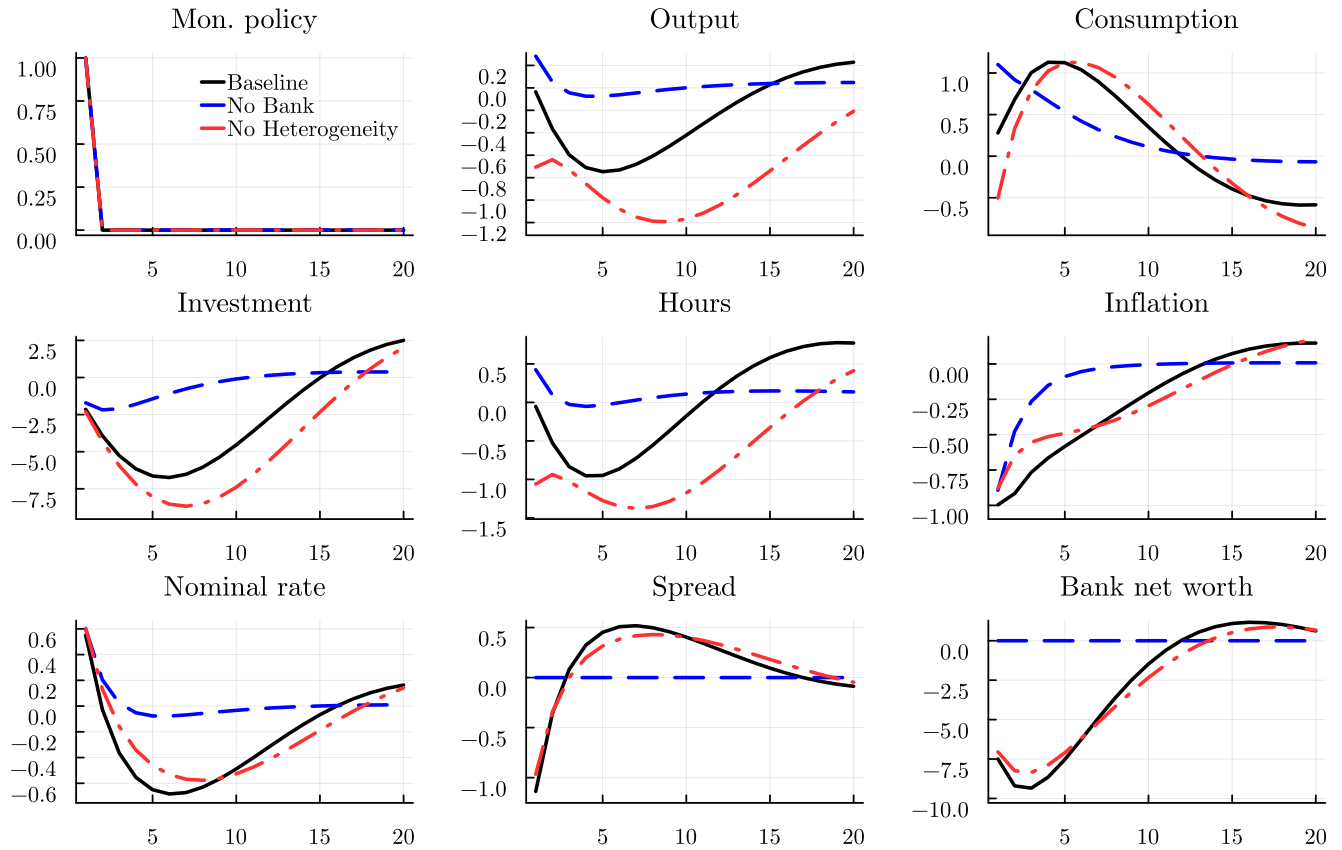 Mon. policy
1.00
0.75
0.50
0.25
0.00
Baseline
No Bank
No Heterogeneity
5 10 15 20
Output
0.2
0.0
−0.2
−0.4
−0.6
−0.8
−1.0
−1.2
5 10 15 20
Consumption
1.0
0.5
0.0
−0.5
5 10 15 20
Investment
2.5
0.0
−2.5
−5.0
−7.5
5 10 15 20
Hours
0.5
0.0
−0.5
−1.0
−1.5
5 10 15 20
Inflation
0.00
−0.25
−0.50
−0.75
−1.00
5 10 15 20
Nominal rate
0.6
0.4
0.2
0.0
−0.2
−0.4
−0.6
5 10 15 20
Spread
0.5
0.0
−0.5
−1.0
5 10 15 20
Bank net worth
0.0
−2.5
−5.0
−7.5
−10.0
5 10 15 20